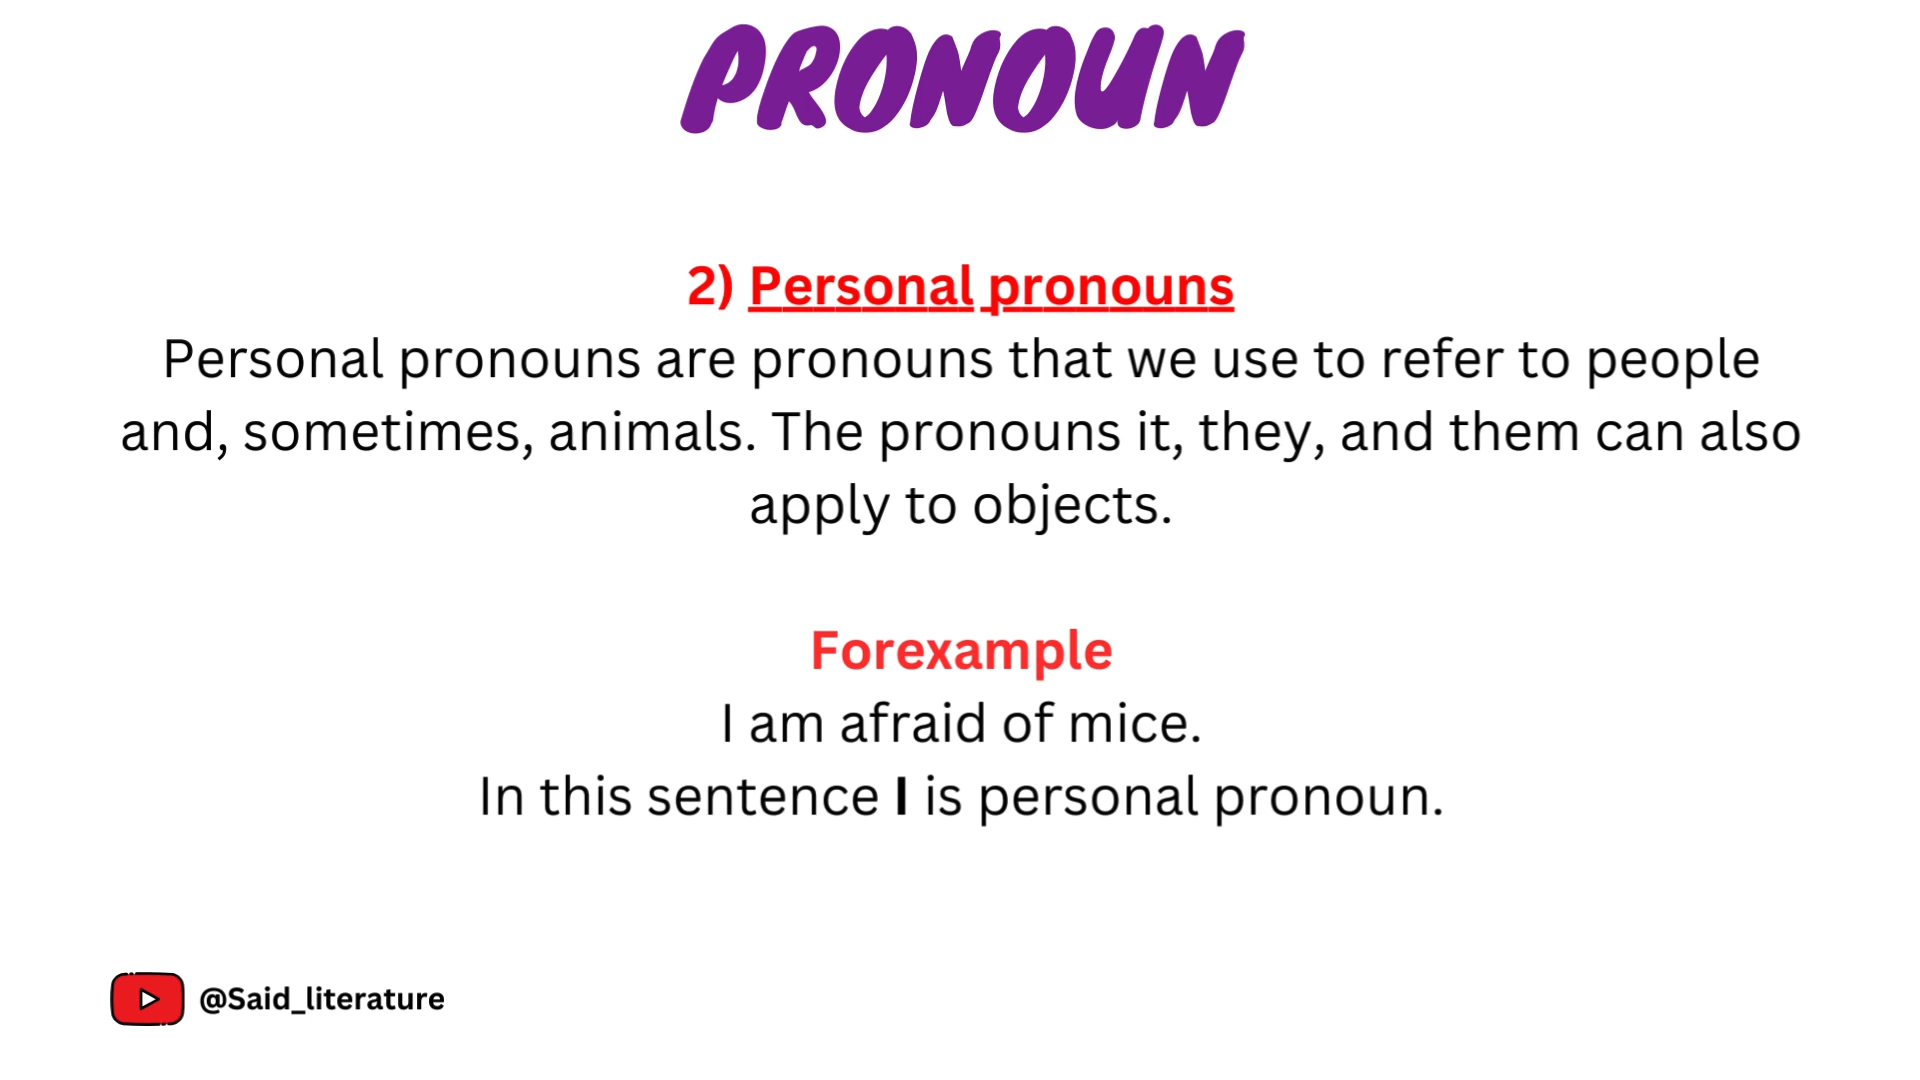 PRONOUN
2) Personal pronouns
Personal pronouns are pronouns that we use to refer to people
and, sometimes, animals. The pronouns it, they, and them can also
apply to objects.
Forexample
I am afraid of mice.
In this sentence I is personal pronoun.
@Said_literature